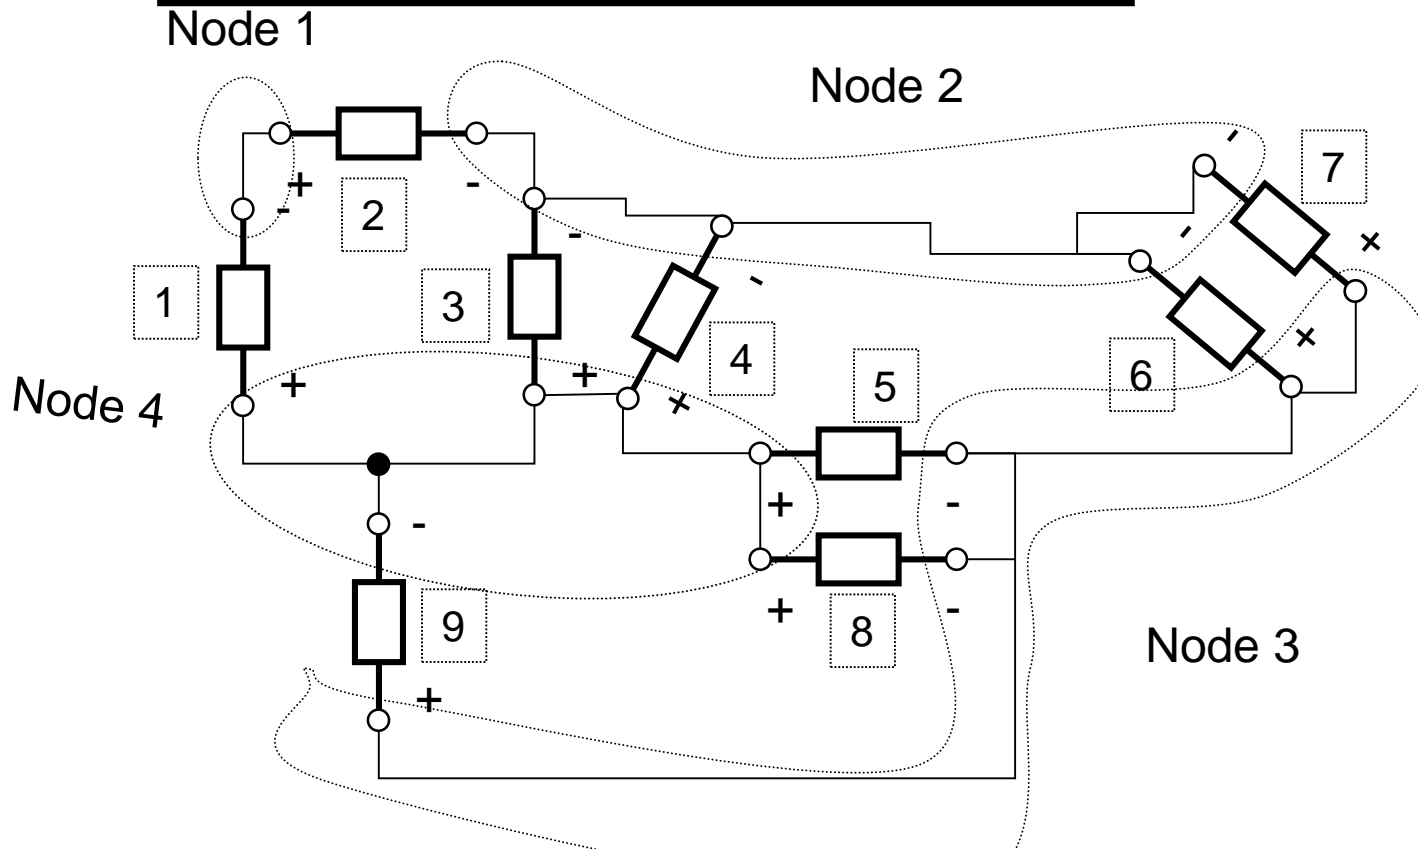 Node 1
Node 2
- 7
+ - 2 -
- - +
1 3 - 4 +
Node 4 + + + 5 6
+ -
-
9 + 8 -
Node 3
+